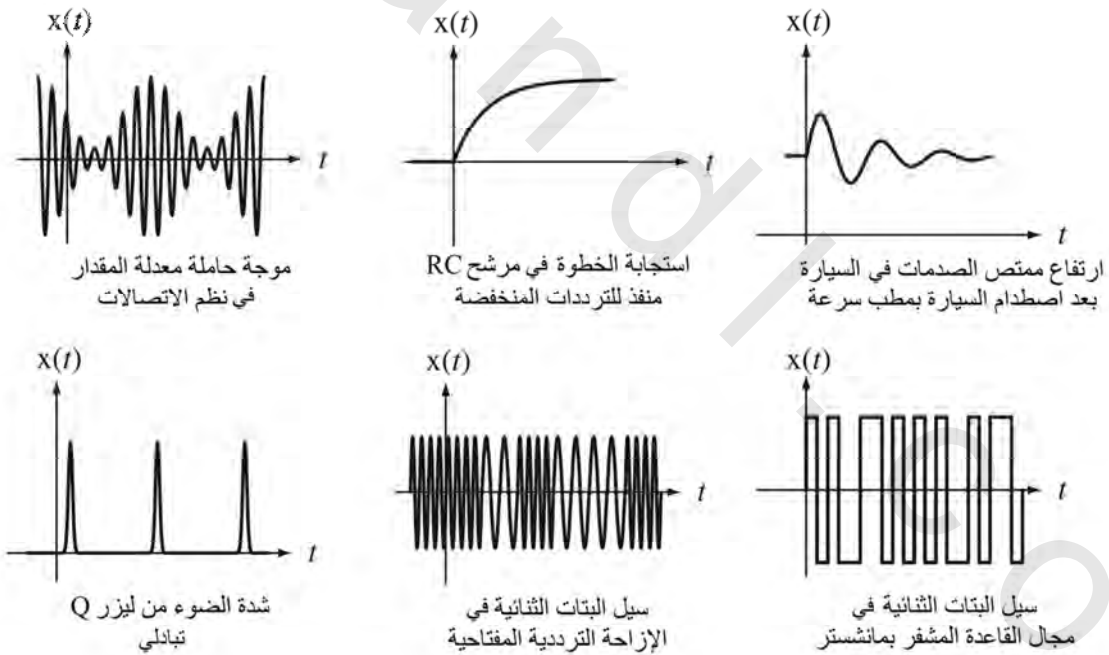 x(t)
t
موجة حاملة معدلة المقدار
في نظم الاتصالات
x(t)
t
استجابة الخطوة في مرشح RC
منفذ للترددات المنخفضة
x(t)
t
ارتفاع ممتص الصدمات في السيارة
بعد اصطدام السيارة بمطب سرعة
x(t)
t
شدة الضوء من ليزر Q
تبادلي
x(t)
t
سيل البتات الثنائية في
الإزاحة الترددية المفتاحية
x(t)
t
سيل البتات الثنائية في
مجال القاعدة المشفر بمانشستر